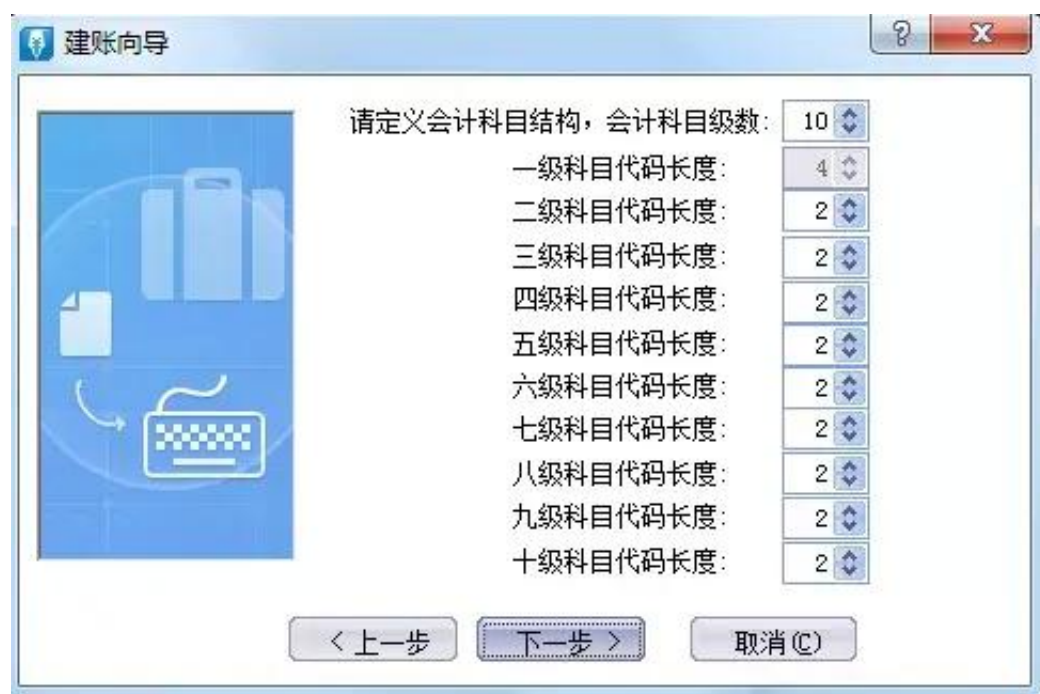 建账向导
请定义会计科目结构，会计科目级数: 10
一级科目代码长度: 4
二级科目代码长度: 2
三级科目代码长度: 2
四级科目代码长度: 2
五级科目代码长度: 2
六级科目代码长度: 2
七级科目代码长度: 2
八级科目代码长度: 2
九级科目代码长度: 2
十级科目代码长度: 2
<上一步 下一步> 取消(C)